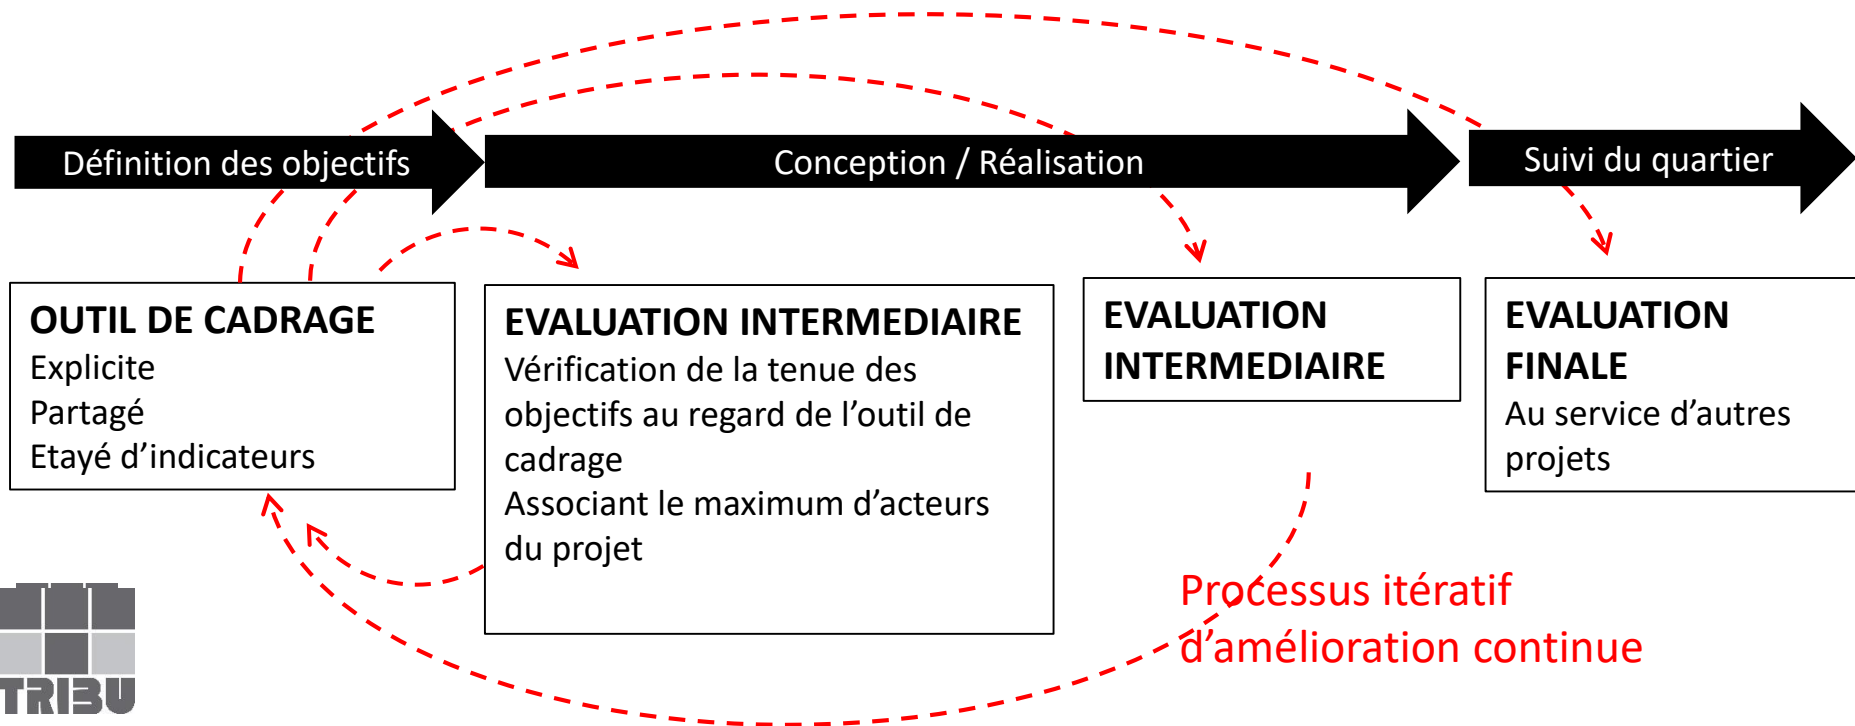 Définition des objectifs
Conception / Réalisation
Suivi du quartier
OUTIL DE CADRAGE
Explicite
Partagé
Etayé d’indicateurs
EVALUATION INTERMEDIAIRE
Vérification de la tenue des
objectifs au regard de l’outil de
cadrage
Associant le maximum d’acteurs
du projet
EVALUATION
INTERMEDIAIRE
EVALUATION
FINALE
Au service d’autres
projets
Processus itératif
d’amélioration continue
TRIBU